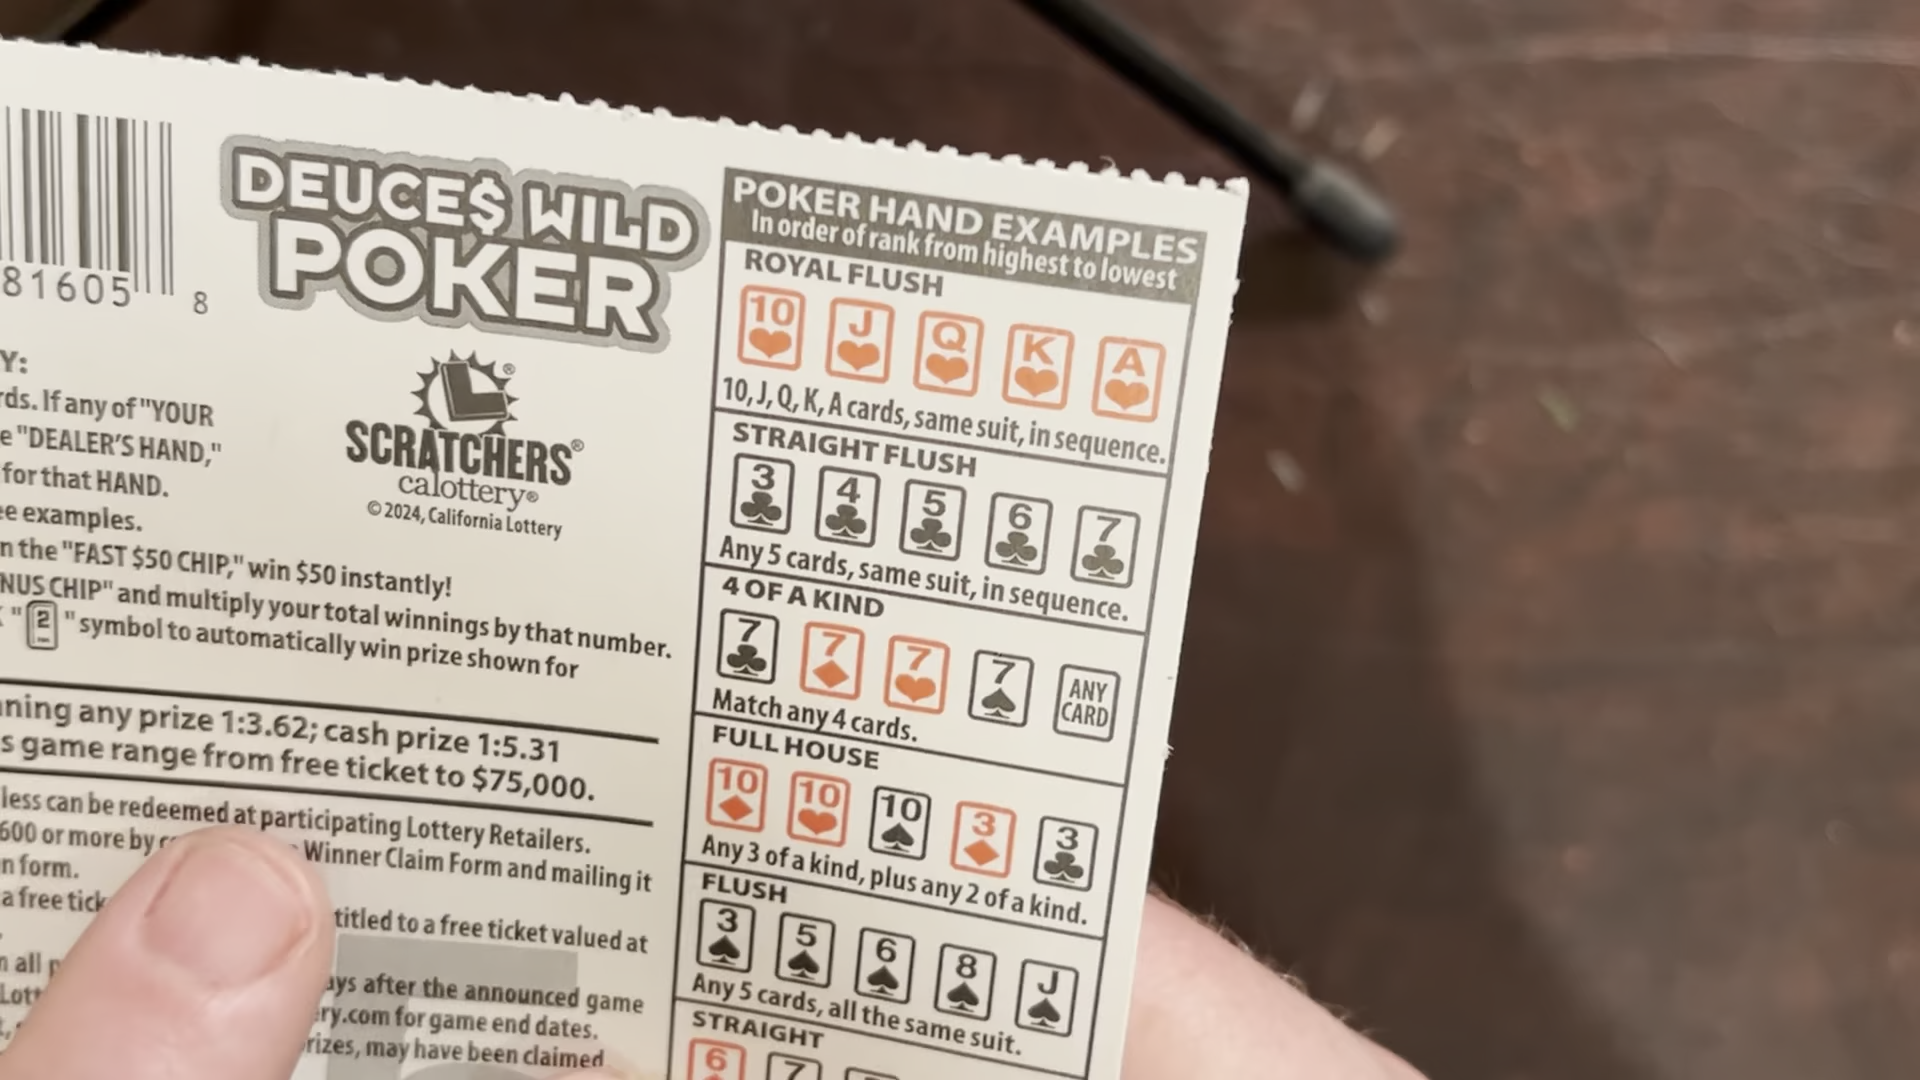 81605 8
DEUCE$ WILD
POKER
SCRATCHERS®
calottery®
© 2024, California Lottery
Y:
rds. If any of "YOUR
e "DEALER'S HAND,"
for that HAND.
ee examples.
n the "FAST $50 CHIP," win $50 instantly!
NUS CHIP" and multiply your total winnings by that number.
"2" symbol to automatically win prize shown for
ning any prize 1:3.62; cash prize 1:5.31
s game range from free ticket to $75,000.
less can be redeemed at participating Lottery Retailers.
600 or more by Winner Claim Form and mailing it
n form.
a free tick titled to a free ticket valued at
n all p ays after the announced game
Lott ry.com for game end dates.
rizes, may have been claimed
POKER HAND EXAMPLES
In order of rank from highest to lowest
ROYAL FLUSH
10 J Q K A
10, J, Q, K, A cards, same suit, in sequence.
STRAIGHT FLUSH
3 4 5 6 7
Any 5 cards, same suit, in sequence.
4 OF A KIND
7 7 7 7 ANY CARD
Match any 4 cards.
FULL HOUSE
10 10 10 3 3
Any 3 of a kind, plus any 2 of a kind.
FLUSH
3 5 6 8 J
Any 5 cards, all the same suit.
STRAIGHT
6 7